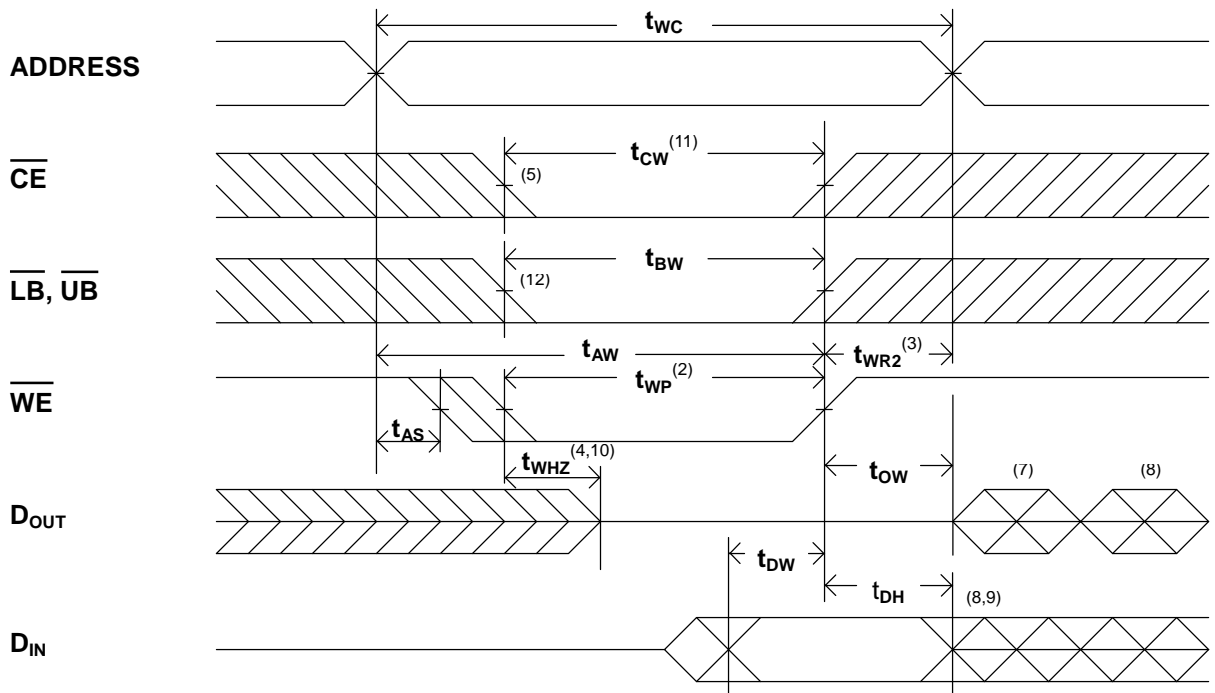 tWC
ADDRESS
tCW(11)
CE
(5)
tBW
LB, UB
(12)
tAW
tWR2(3)
tWP(2)
WE
tAS
tWHZ(4,10)
tOW
(7)
(8)
DOUT
tDW
tDH
(8,9)
DIN